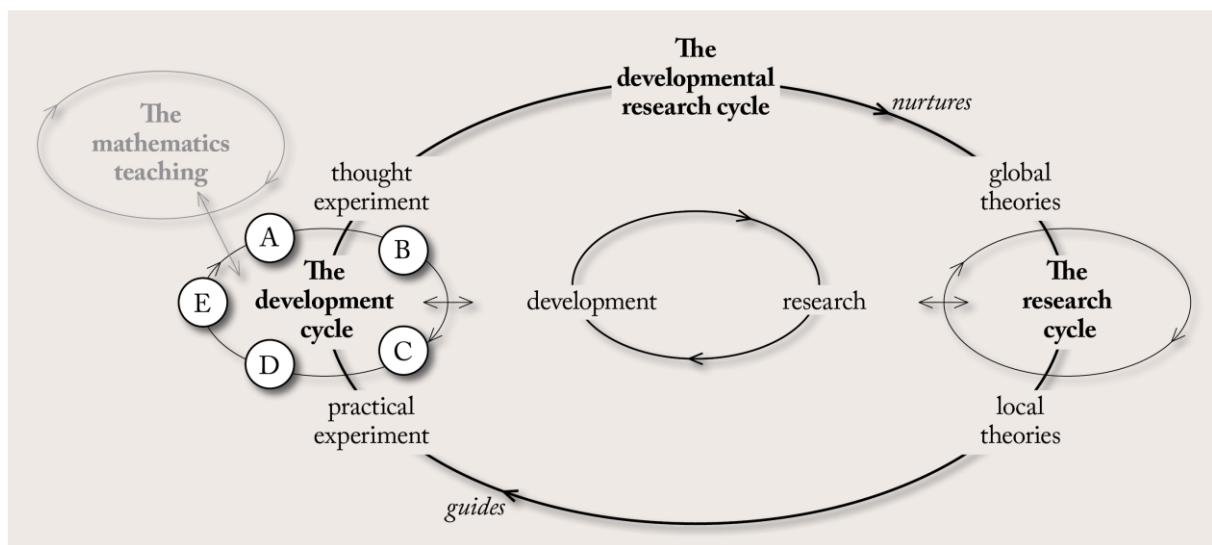 The
developmental
research cycle
nurtures
The
mathematics
teaching
thought
experiment
global
theories
A
B
The
development
cycle
E
development
research
The
research
cycle
D
C
practical
experiment
local
theories
guides